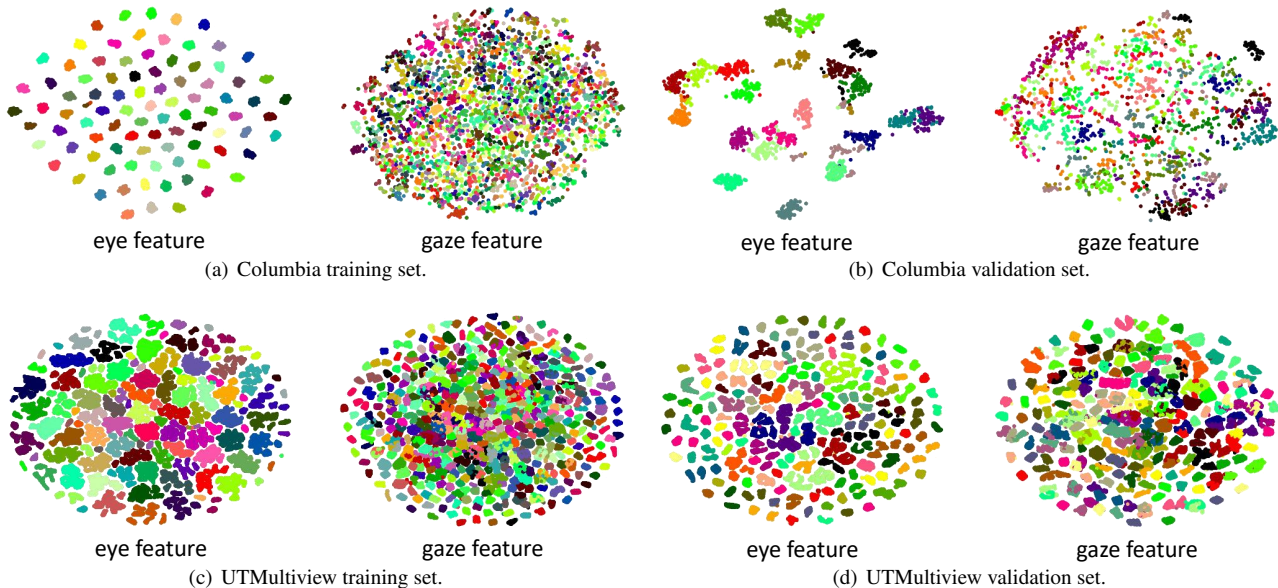 eye feature
gaze feature
(a) Columbia training set.
eye feature
gaze feature
(b) Columbia validation set.
eye feature
gaze feature
(c) UTMultiview training set.
eye feature
gaze feature
(d) UTMultiview validation set.